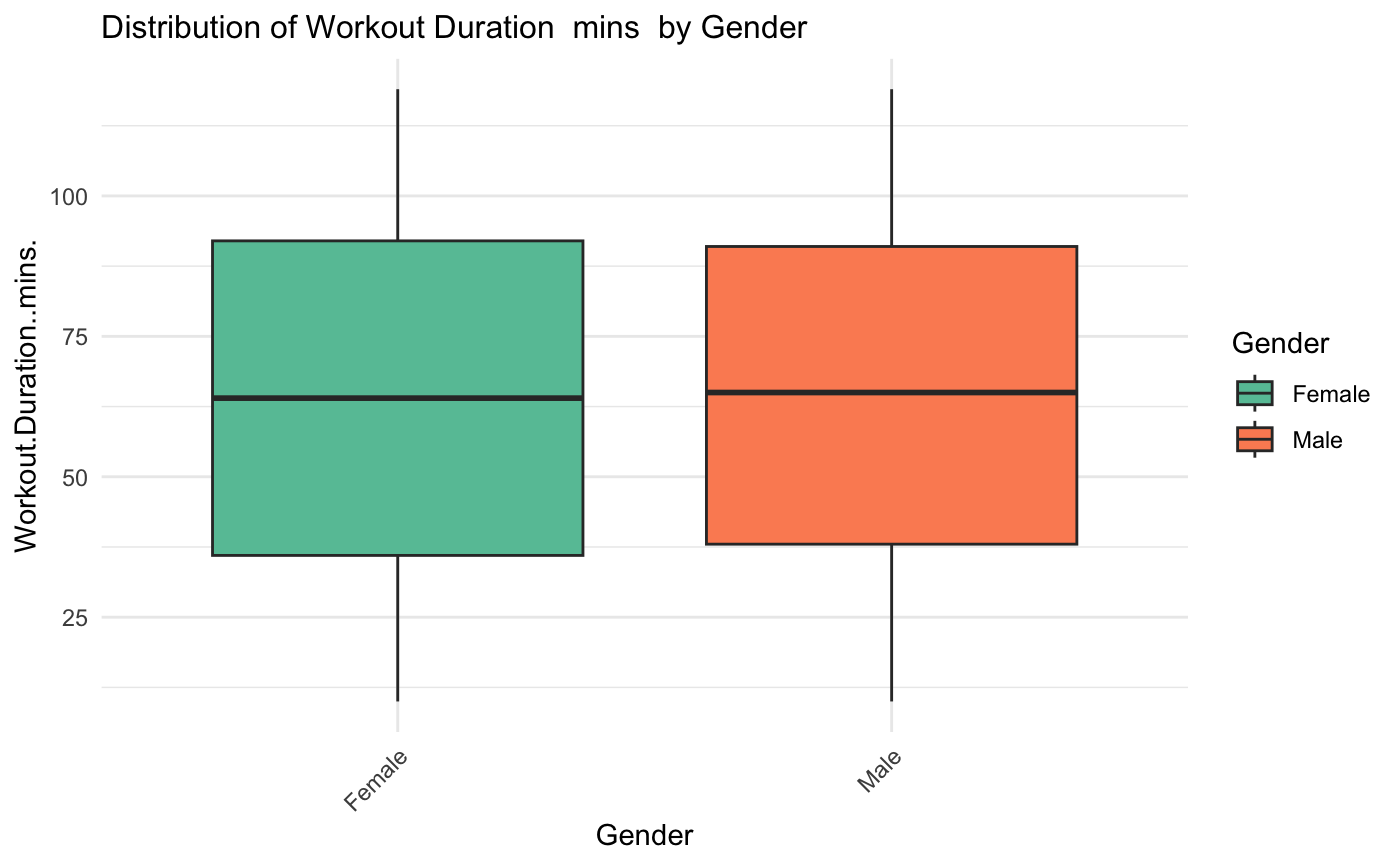 Distribution of Workout Duration  mins  by Gender
Workout.Duration..mins.
100
75
50
25
Female
Male
Gender
Gender
Female
Male